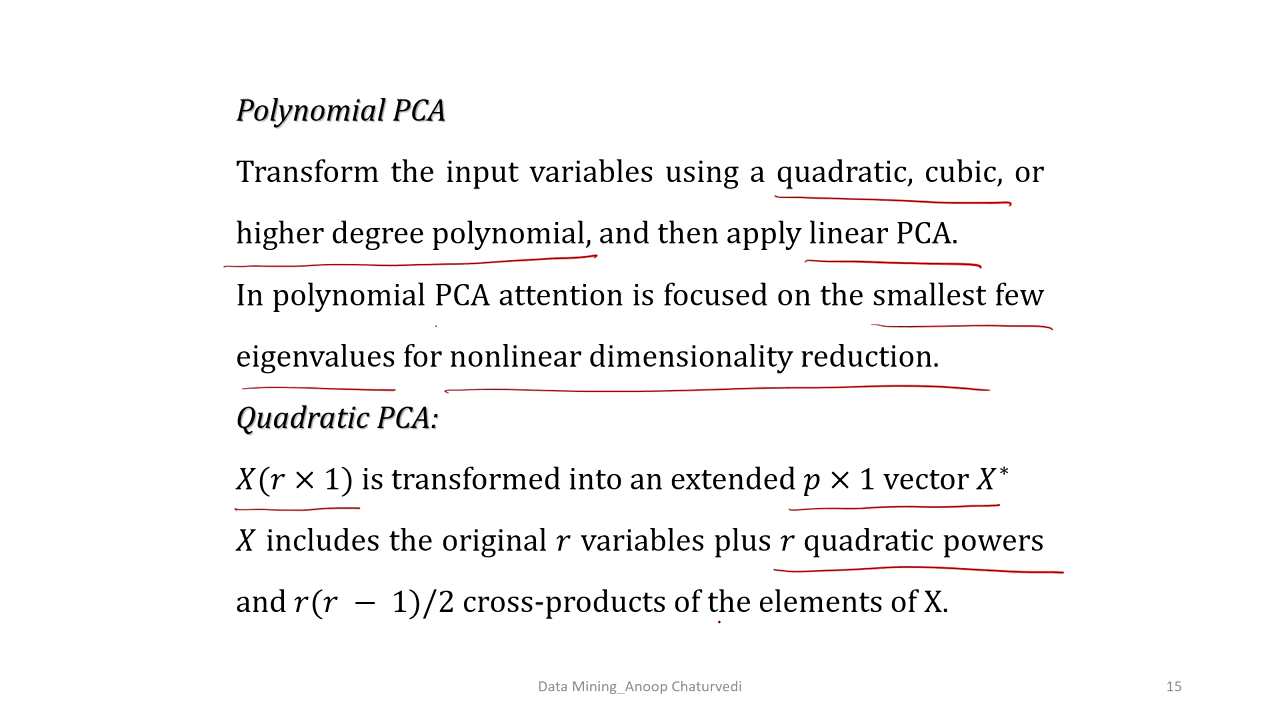 Polynomial PCA
Transform the input variables using a quadratic, cubic, or
higher degree polynomial, and then apply linear PCA.
In polynomial PCA attention is focused on the smallest few
eigenvalues for nonlinear dimensionality reduction.
Quadratic PCA:
X(r × 1) is transformed into an extended p × 1 vector X*
X includes the original r variables plus r quadratic powers
and r(r − 1)/2 cross-products of the elements of X.
Data Mining_Anoop Chaturvedi
15